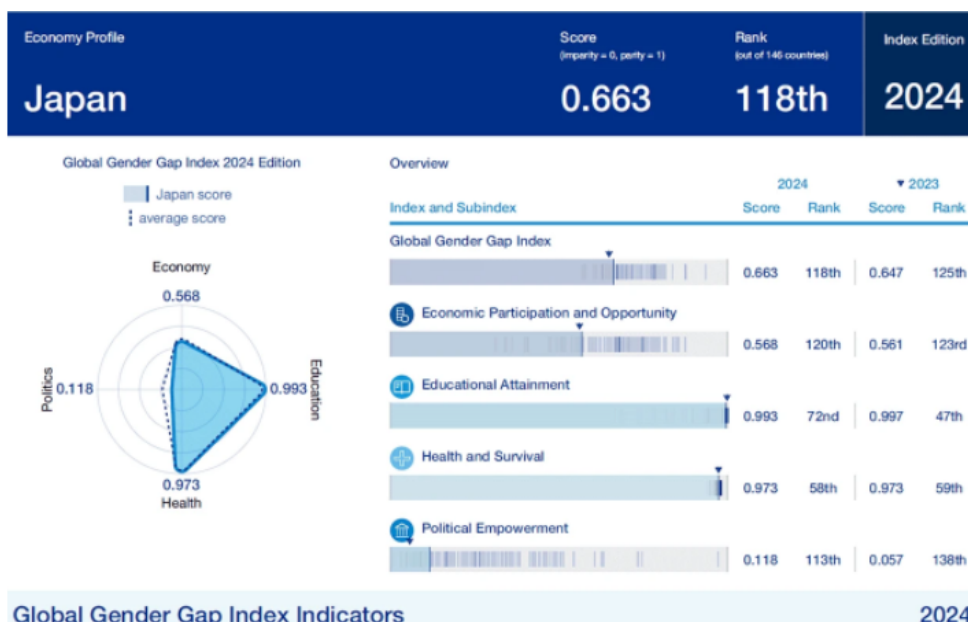 Economy Profile
Score
Rank
Index Edition
(imparity = 0, parity = 1)
(out of 146 countries)
Japan
0.663
118th
2024
Global Gender Gap Index 2024 Edition
Japan score
average score
Economy
0.568
Politics
0.118
0.993
Education
0.973
Health
Overview
2024
▼ 2023
Index and Subindex
Score
Rank
Score
Rank
Global Gender Gap Index
0.663
118th
0.647
125th
Economic Participation and Opportunity
0.568
120th
0.561
123rd
Educational Attainment
0.993
72nd
0.997
47th
Health and Survival
0.973
58th
0.973
59th
Political Empowerment
0.118
113th
0.057
138th
Global Gender Gap Index Indicators
2024